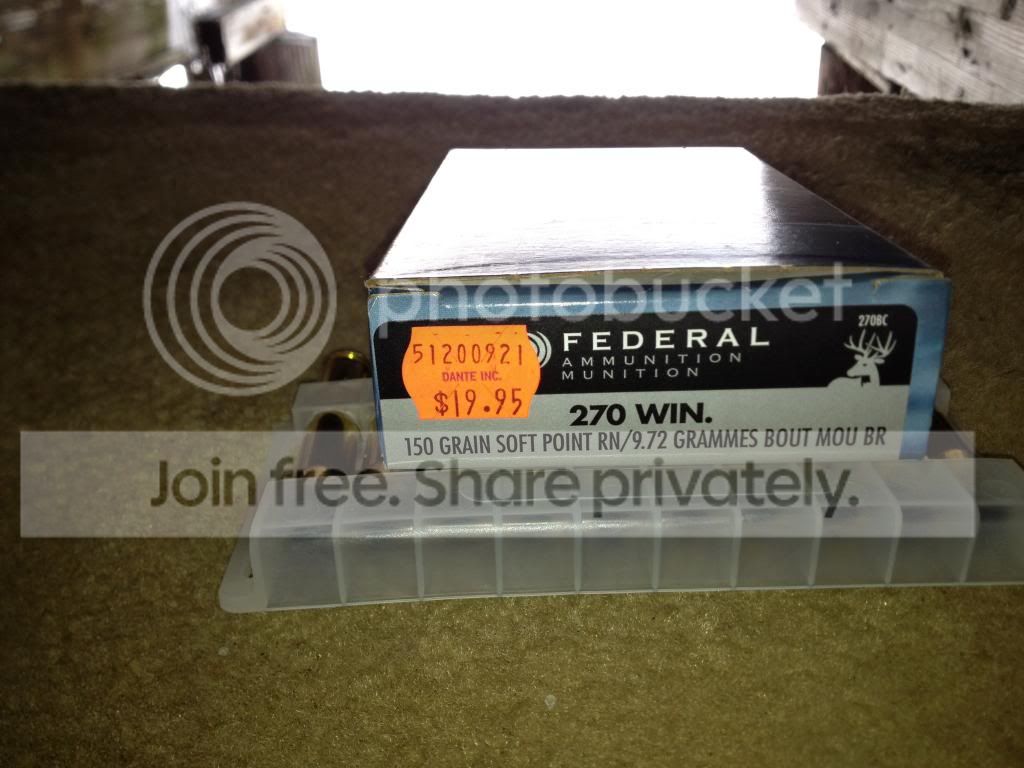 photobucket
270BC
FEDERAL
AMMUNITION
MUNITION
51200921
DANTE INC.
$19.95
270 WIN.
150 GRAIN SOFT POINT RN/9.72 GRAMMES BOUT MOU BR
Join free. Share privately.